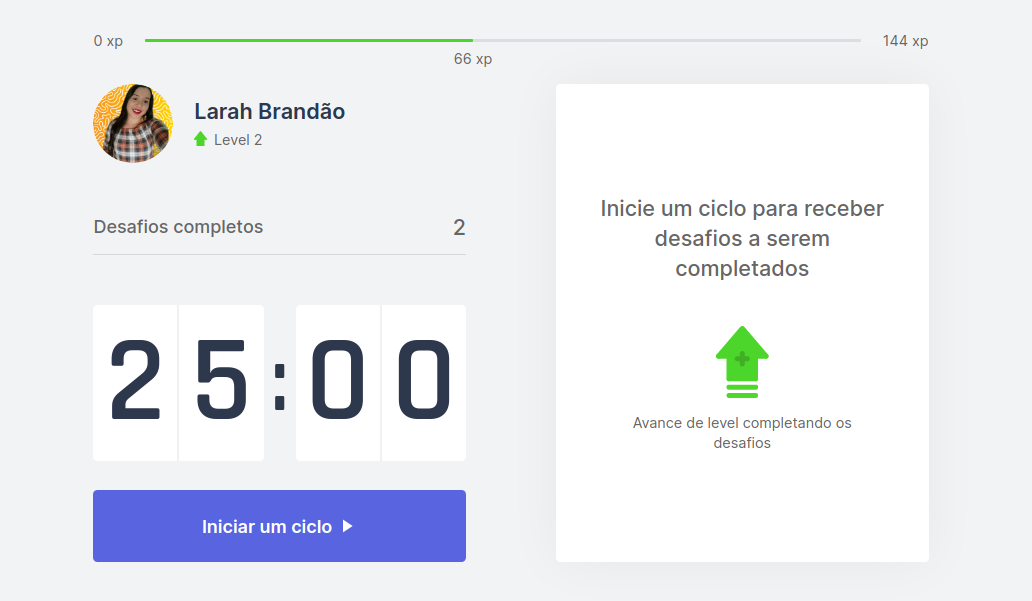 0 xp
66 xp
144 xp
Larah Brandão
Level 2
Desafios completos
2
25:00
Iniciar um ciclo
Inicie um ciclo para receber
desafios a serem
completados
Avance de level completando os
desafios